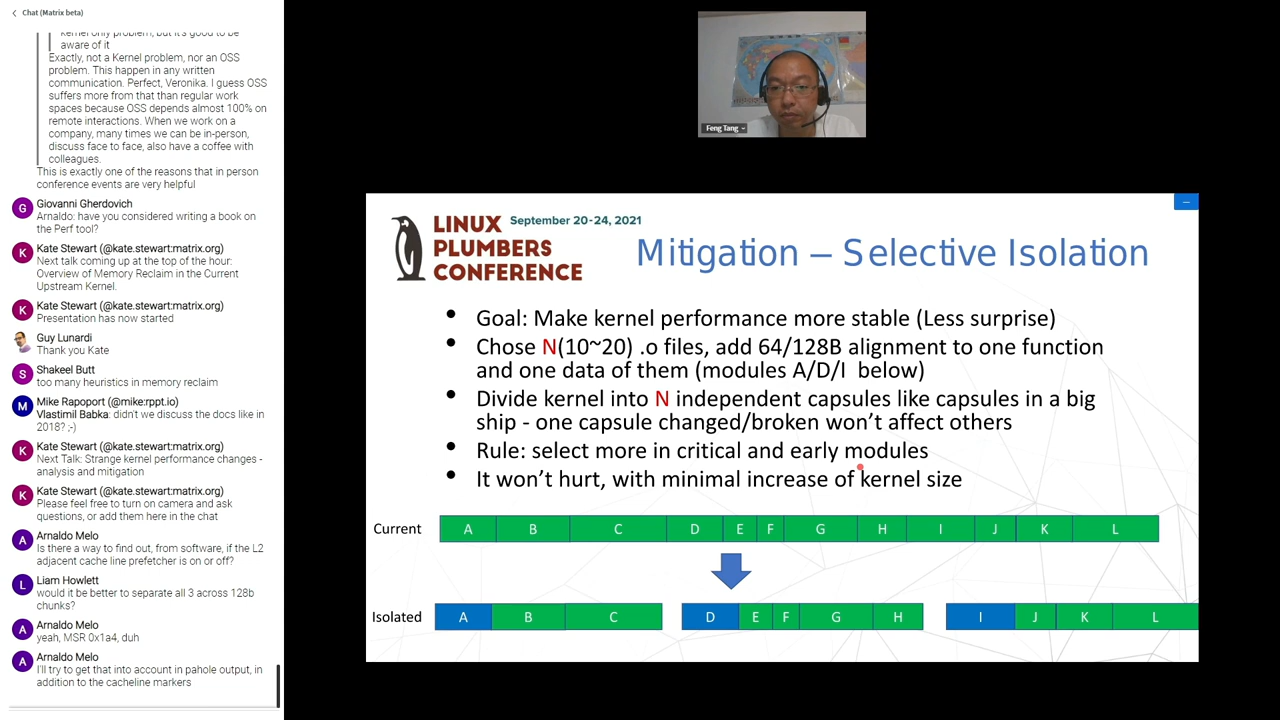 Chat (Matrix beta)
kernel only problem, but it's good to be
aware of it
Exactly, not a Kernel problem, nor an OSS
problem. This happen in any written
communication. Perfect, Veronika. I guess OSS
suffers more from that than regular work
spaces because OSS depends almost 100% on
remote interactions. When we work on a
company, many times we can be in-person,
discuss face to face, also have a coffee with
colleagues.
This is exactly one of the reasons that in person
conference events are very helpful
G
Giovanni Gherdovich
Arnaldo: have you considered writing a book on
the Perf tool?
K
Kate Stewart (@kate.stewart:matrix.org)
Next talk coming up at the top of the hour:
Overview of Memory Reclaim in the Current
Upstream Kernel.
K
Kate Stewart (@kate.stewart:matrix.org)
Presentation has now started
Guy Lunardi
Thank you Kate
S
Shakeel Butt
too many heuristics in memory reclaim
M
Mike Rapoport (@mike:rppt.io)
Vlastimil Babka: didn't we discuss the docs like in
2018? ;-)
K
Kate Stewart (@kate.stewart:matrix.org)
Next Talk: Strange kernel performance changes -
analysis and mitigation
K
Kate Stewart (@kate.stewart:matrix.org)
Please feel free to turn on camera and ask
questions, or add them here in the chat
A
Arnaldo Melo
Is there a way to find out, from software, if the L2
adjacent cache line prefetcher is on or off?
L
Liam Howlett
would it be better to separate all 3 across 128b
chunks?
A
Arnaldo Melo
yeah, MSR 0x1a4, duh
A
Arnaldo Melo
I'll try to get that into account in pahole output, in
addition to the cacheline markers
Feng Tang
LINUX
PLUMBERS
CONFERENCE
September 20-24, 2021
Mitigation – Selective Isolation
• Goal: Make kernel performance more stable (Less surprise)
• Chose N(10~20) .o files, add 64/128B alignment to one function
and one data of them (modules A/D/I below)
• Divide kernel into N independent capsules like capsules in a big
ship - one capsule changed/broken won't affect others
• Rule: select more in critical and early modules
• It won't hurt, with minimal increase of kernel size
Current A B C D E F G H I J K L
Isolated A B C D E F G H I J K L